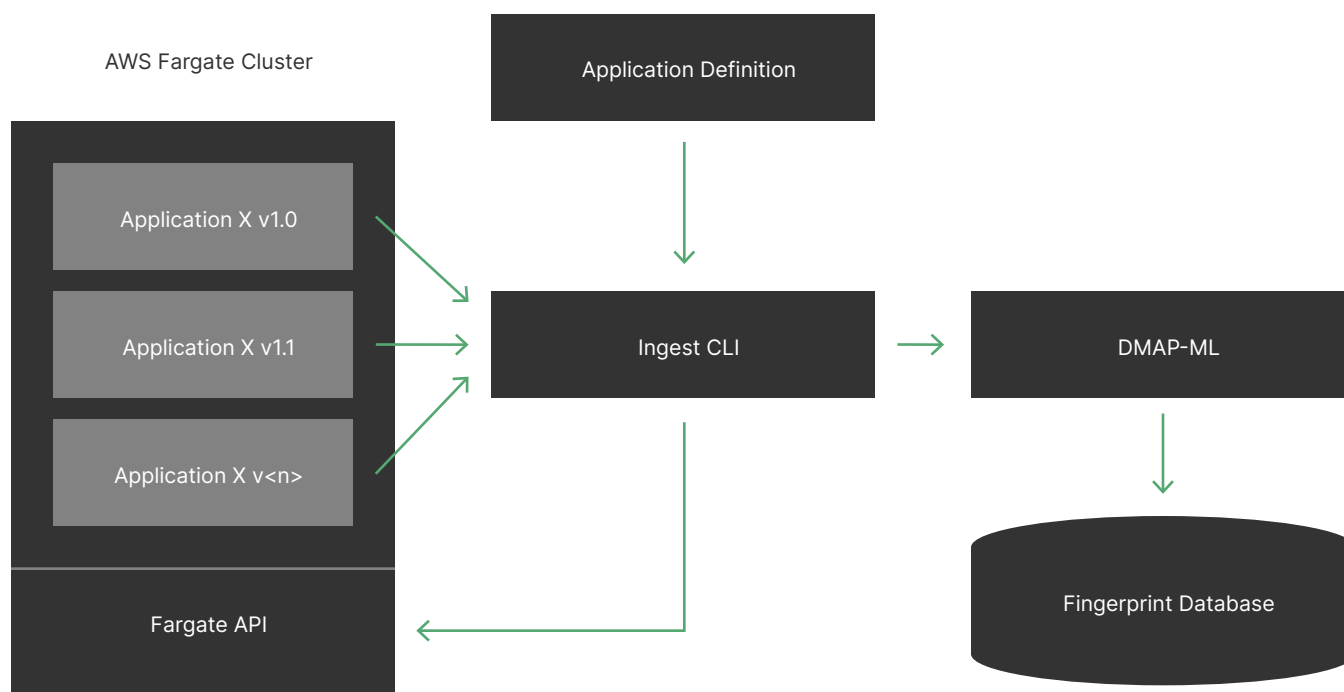 AWS Fargate Cluster
Application Definition
Application X v1.0
Application X v1.1
Ingest CLI
DMAP-ML
Application X v<n>
Fargate API
Fingerprint Database